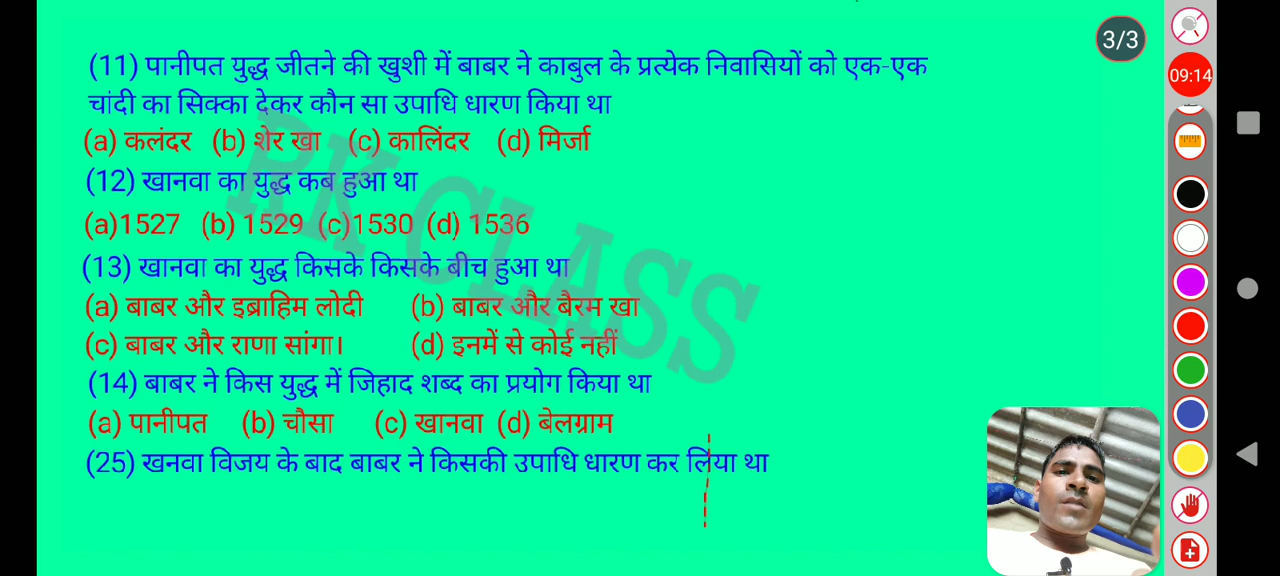 3/3
09:14
(11) पानीपत युद्ध जीतने की खुशी में बाबर ने काबुल के प्रत्येक निवासियों को एक-एक
चांदी का सिक्का देकर कौन सा उपाधि धारण किया था
(a) कलंदर (b) शेर खा (c) कालिंदर (d) मिर्जा
(12) खानवा का युद्ध कब हुआ था
(a)1527 (b) 1529 (c)1530 (d) 1536
(13) खानवा का युद्ध किसके किसके बीच हुआ था
(a) बाबर और इब्राहिम लोदी (b) बाबर और बैरम खा
(c) बाबर और राणा सांगा। (d) इनमें से कोई नहीं
(14) बाबर ने किस युद्ध में जिहाद शब्द का प्रयोग किया था
(a) पानीपत (b) चौसा (c) खानवा (d) बेलग्राम
(25) खनवा विजय के बाद बाबर ने किसकी उपाधि धारण कर लिया था
RK CLASS